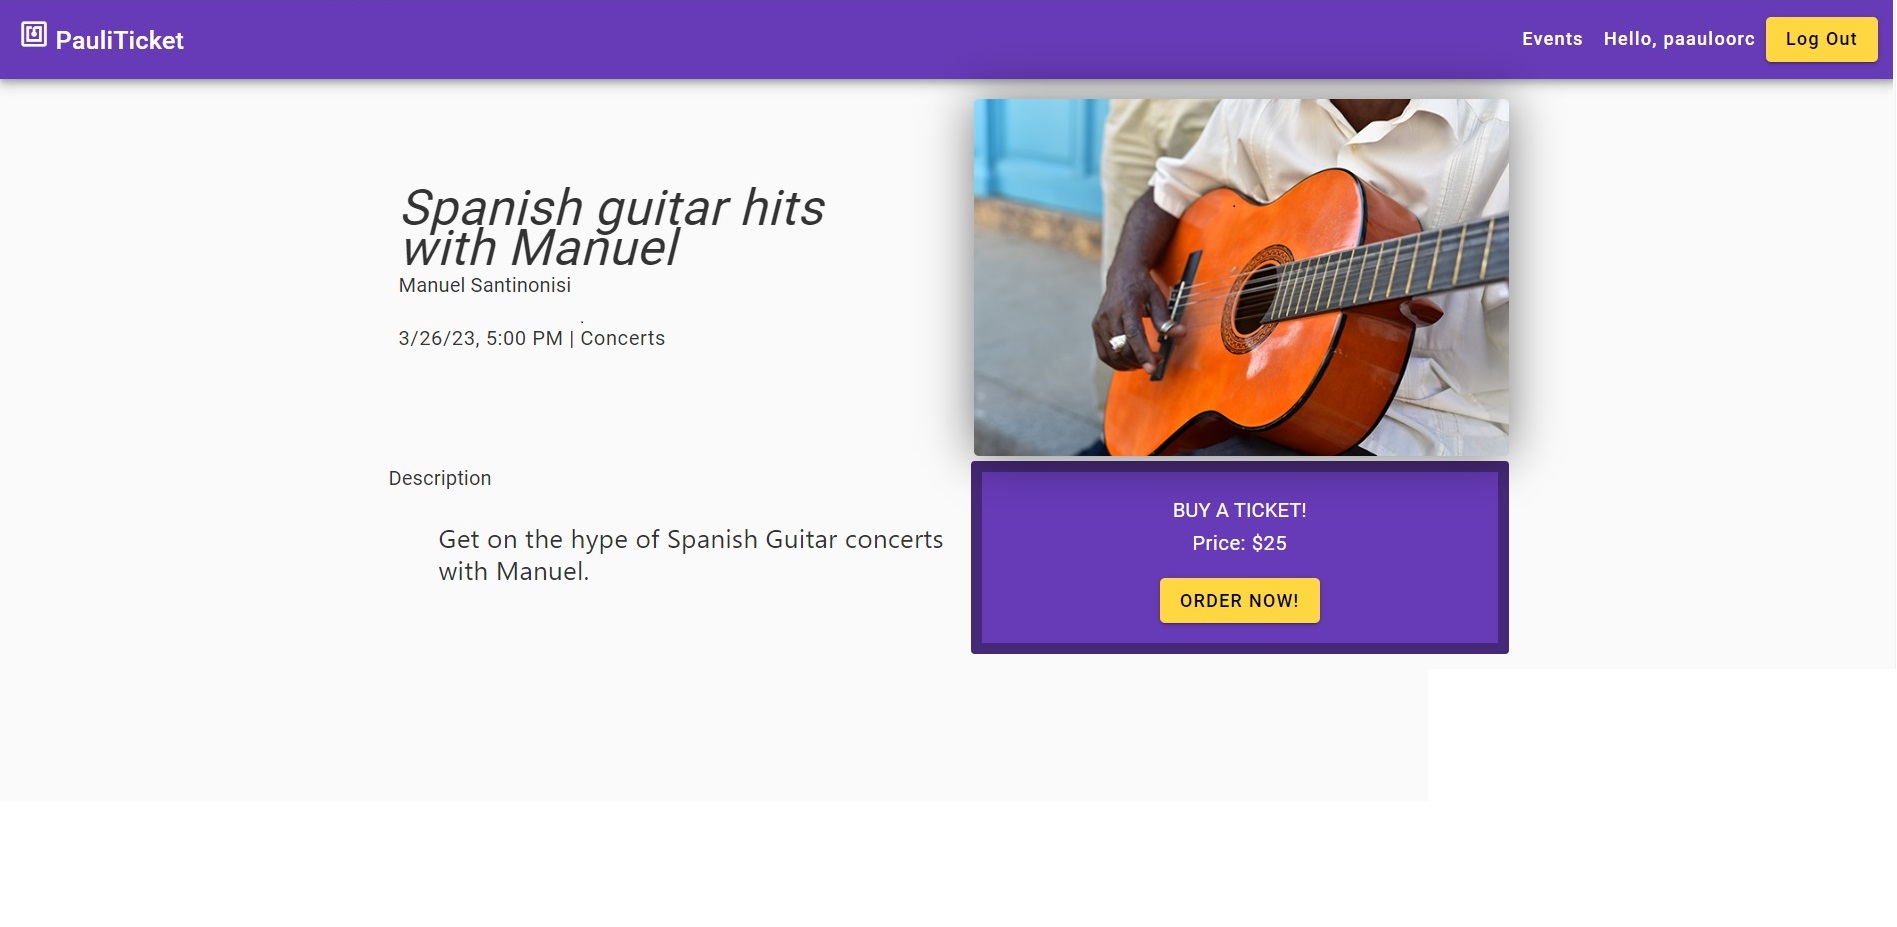 PauliTicket
Events
Hello, paauloorc
Log Out
Spanish guitar hits
with Manuel
Manuel Santinonisi
3/26/23, 5:00 PM | Concerts
Description
Get on the hype of Spanish Guitar concerts
with Manuel.
BUY A TICKET!
Price: $25
ORDER NOW!